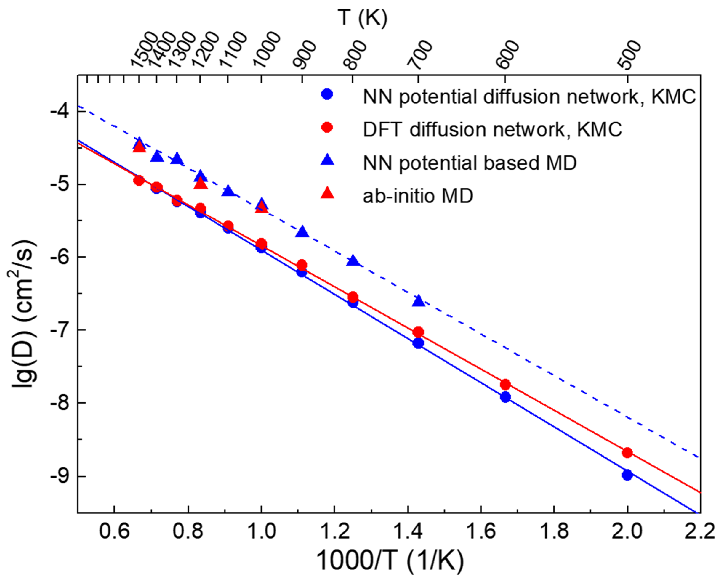 T (K)
1500 1400 1300 1200 1100 1000 900 800 700 600 500
NN potential diffusion network, KMC
DFT diffusion network, KMC
NN potential based MD
ab-initio MD
lg(D) (cm²/s)
-4
-5
-6
-7
-8
-9
0.6 0.8 1.0 1.2 1.4 1.6 1.8 2.0 2.2
1000/T (1/K)